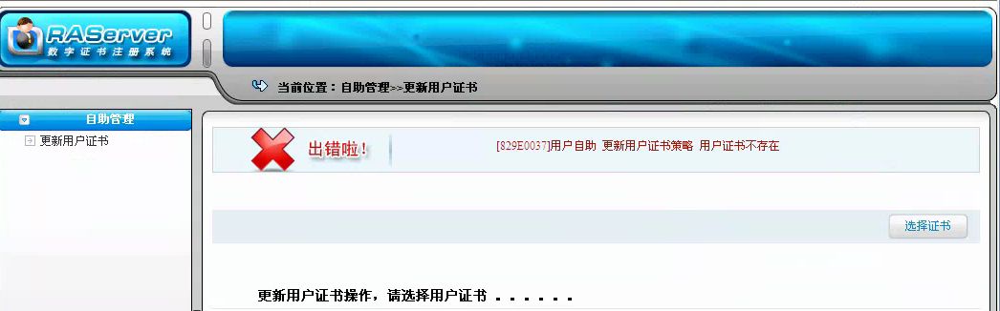 RAServer
数字证书注册系统
当前位置：自助管理>>更新用户证书
自助管理
更新用户证书
出错啦！
[829E0037]用户自助 更新用户证书策略 用户证书不存在
选择证书
更新用户证书操作，请选择用户证书 . . . . . .